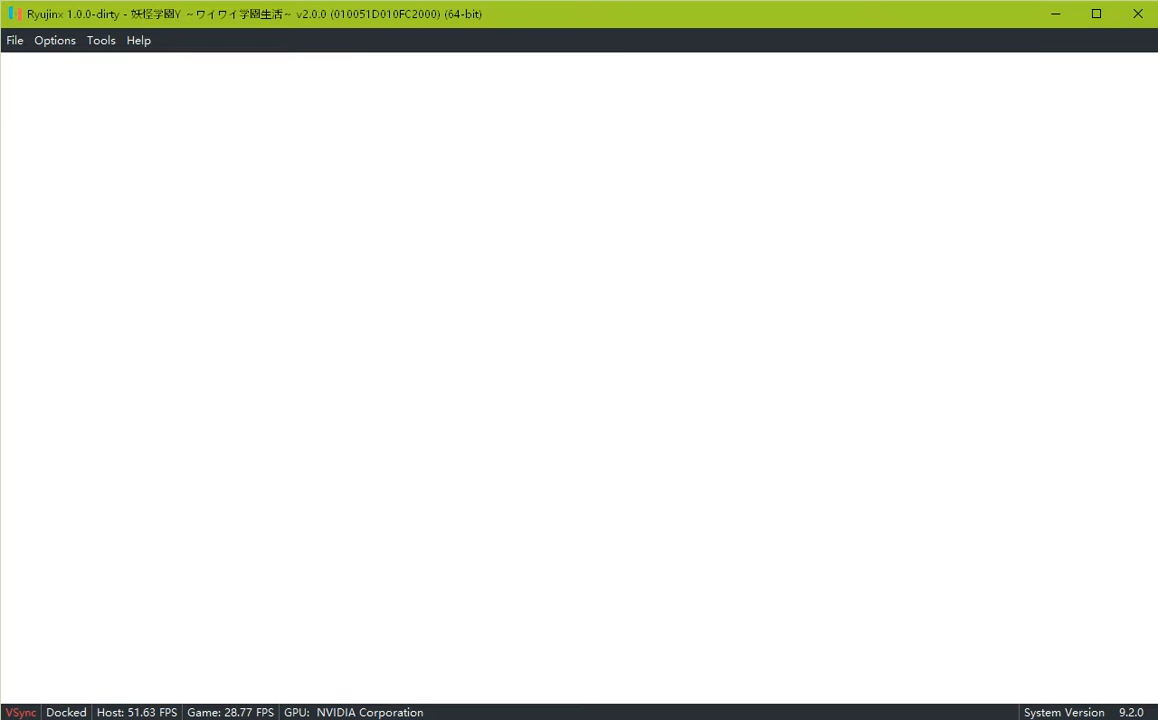 Ryujinx 1.0.0-dirty - 妖怪学園Y ～ワイワイ学園生活～ v2.0.0 (010051D010FC2000) (64-bit)
File Options Tools Help
VSync Docked Host: 51.63 FPS Game: 28.77 FPS GPU: NVIDIA Corporation System Version 9.2.0